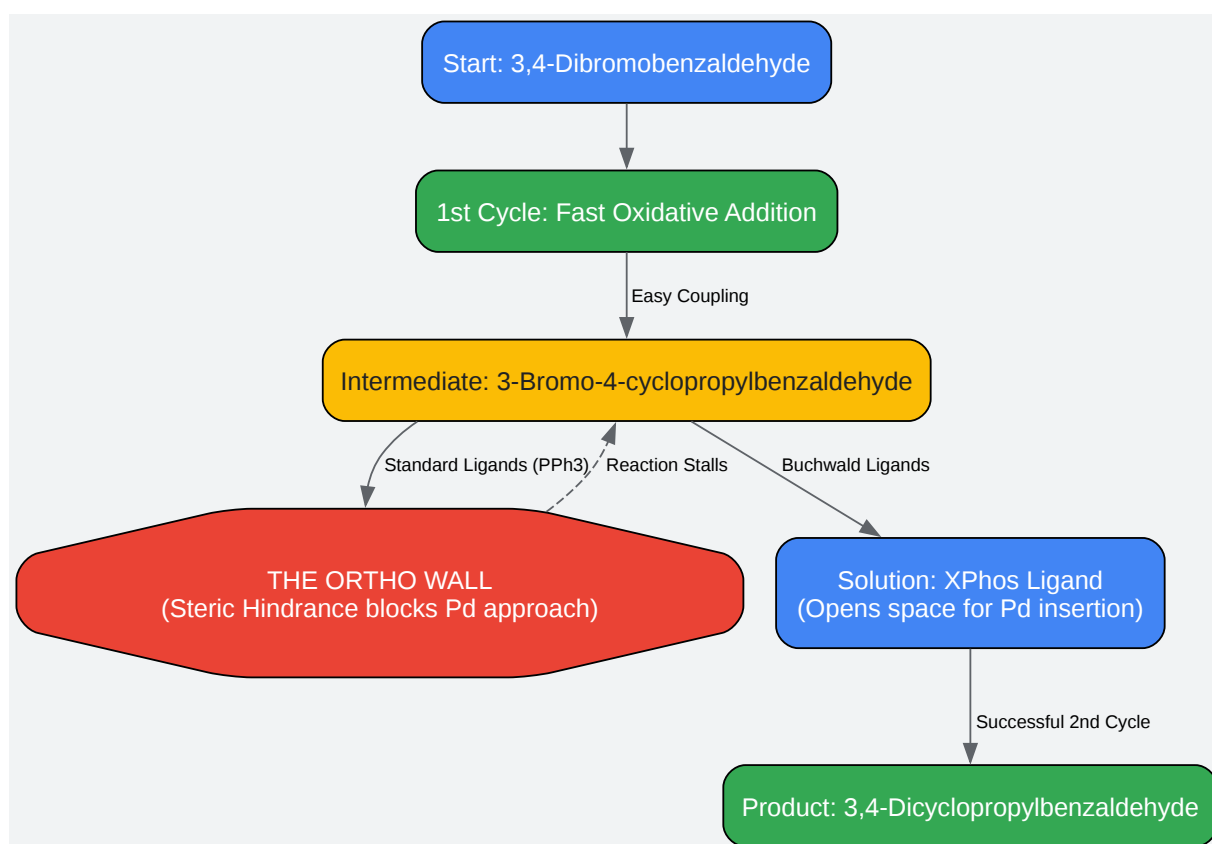 Start: 3,4-Dibromobenzaldehyde
1st Cycle: Fast Oxidative Addition
Easy Coupling
Intermediate: 3-Bromo-4-cyclopropylbenzaldehyde
Standard Ligands (PPh3)
Reaction Stalls
Buchwald Ligands
THE ORTHO WALL
(Steric Hindrance blocks Pd approach)
Solution: XPhos Ligand
(Opens space for Pd insertion)
Successful 2nd Cycle
Product: 3,4-Dicyclopropylbenzaldehyde